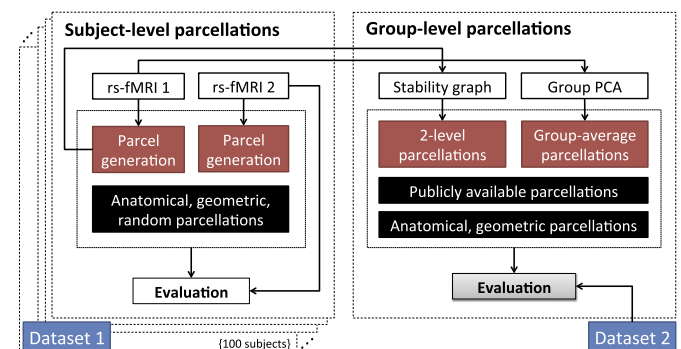 Subject-level parcellations
Group-level parcellations
rs-fMRI 1
rs-fMRI 2
Stability graph
Group PCA
Parcel
generation
Parcel
generation
2-level
parcellations
Group-average
parcellations
Anatomical, geometric,
random parcellations
Publicly available parcellations
Anatomical, geometric parcellations
Evaluation
Evaluation
Dataset 1
{100 subjects}
Dataset 2